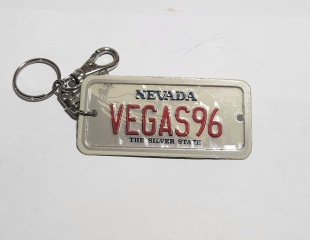 NEVADA
VEGAS96
THE SILVER STATE